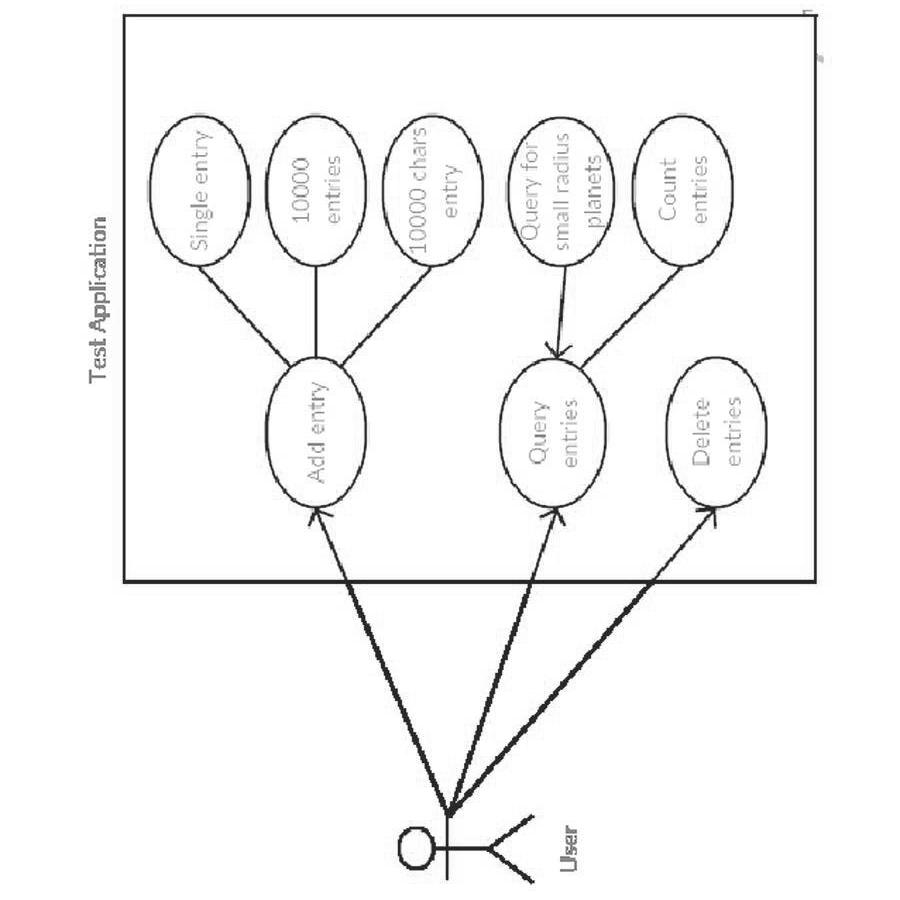 Test Application
Single entry
10000
entries
10000 chars
entry
Query for
small radius
planets
Count
entries
Add entry
Query
entries
Delete
entries
User